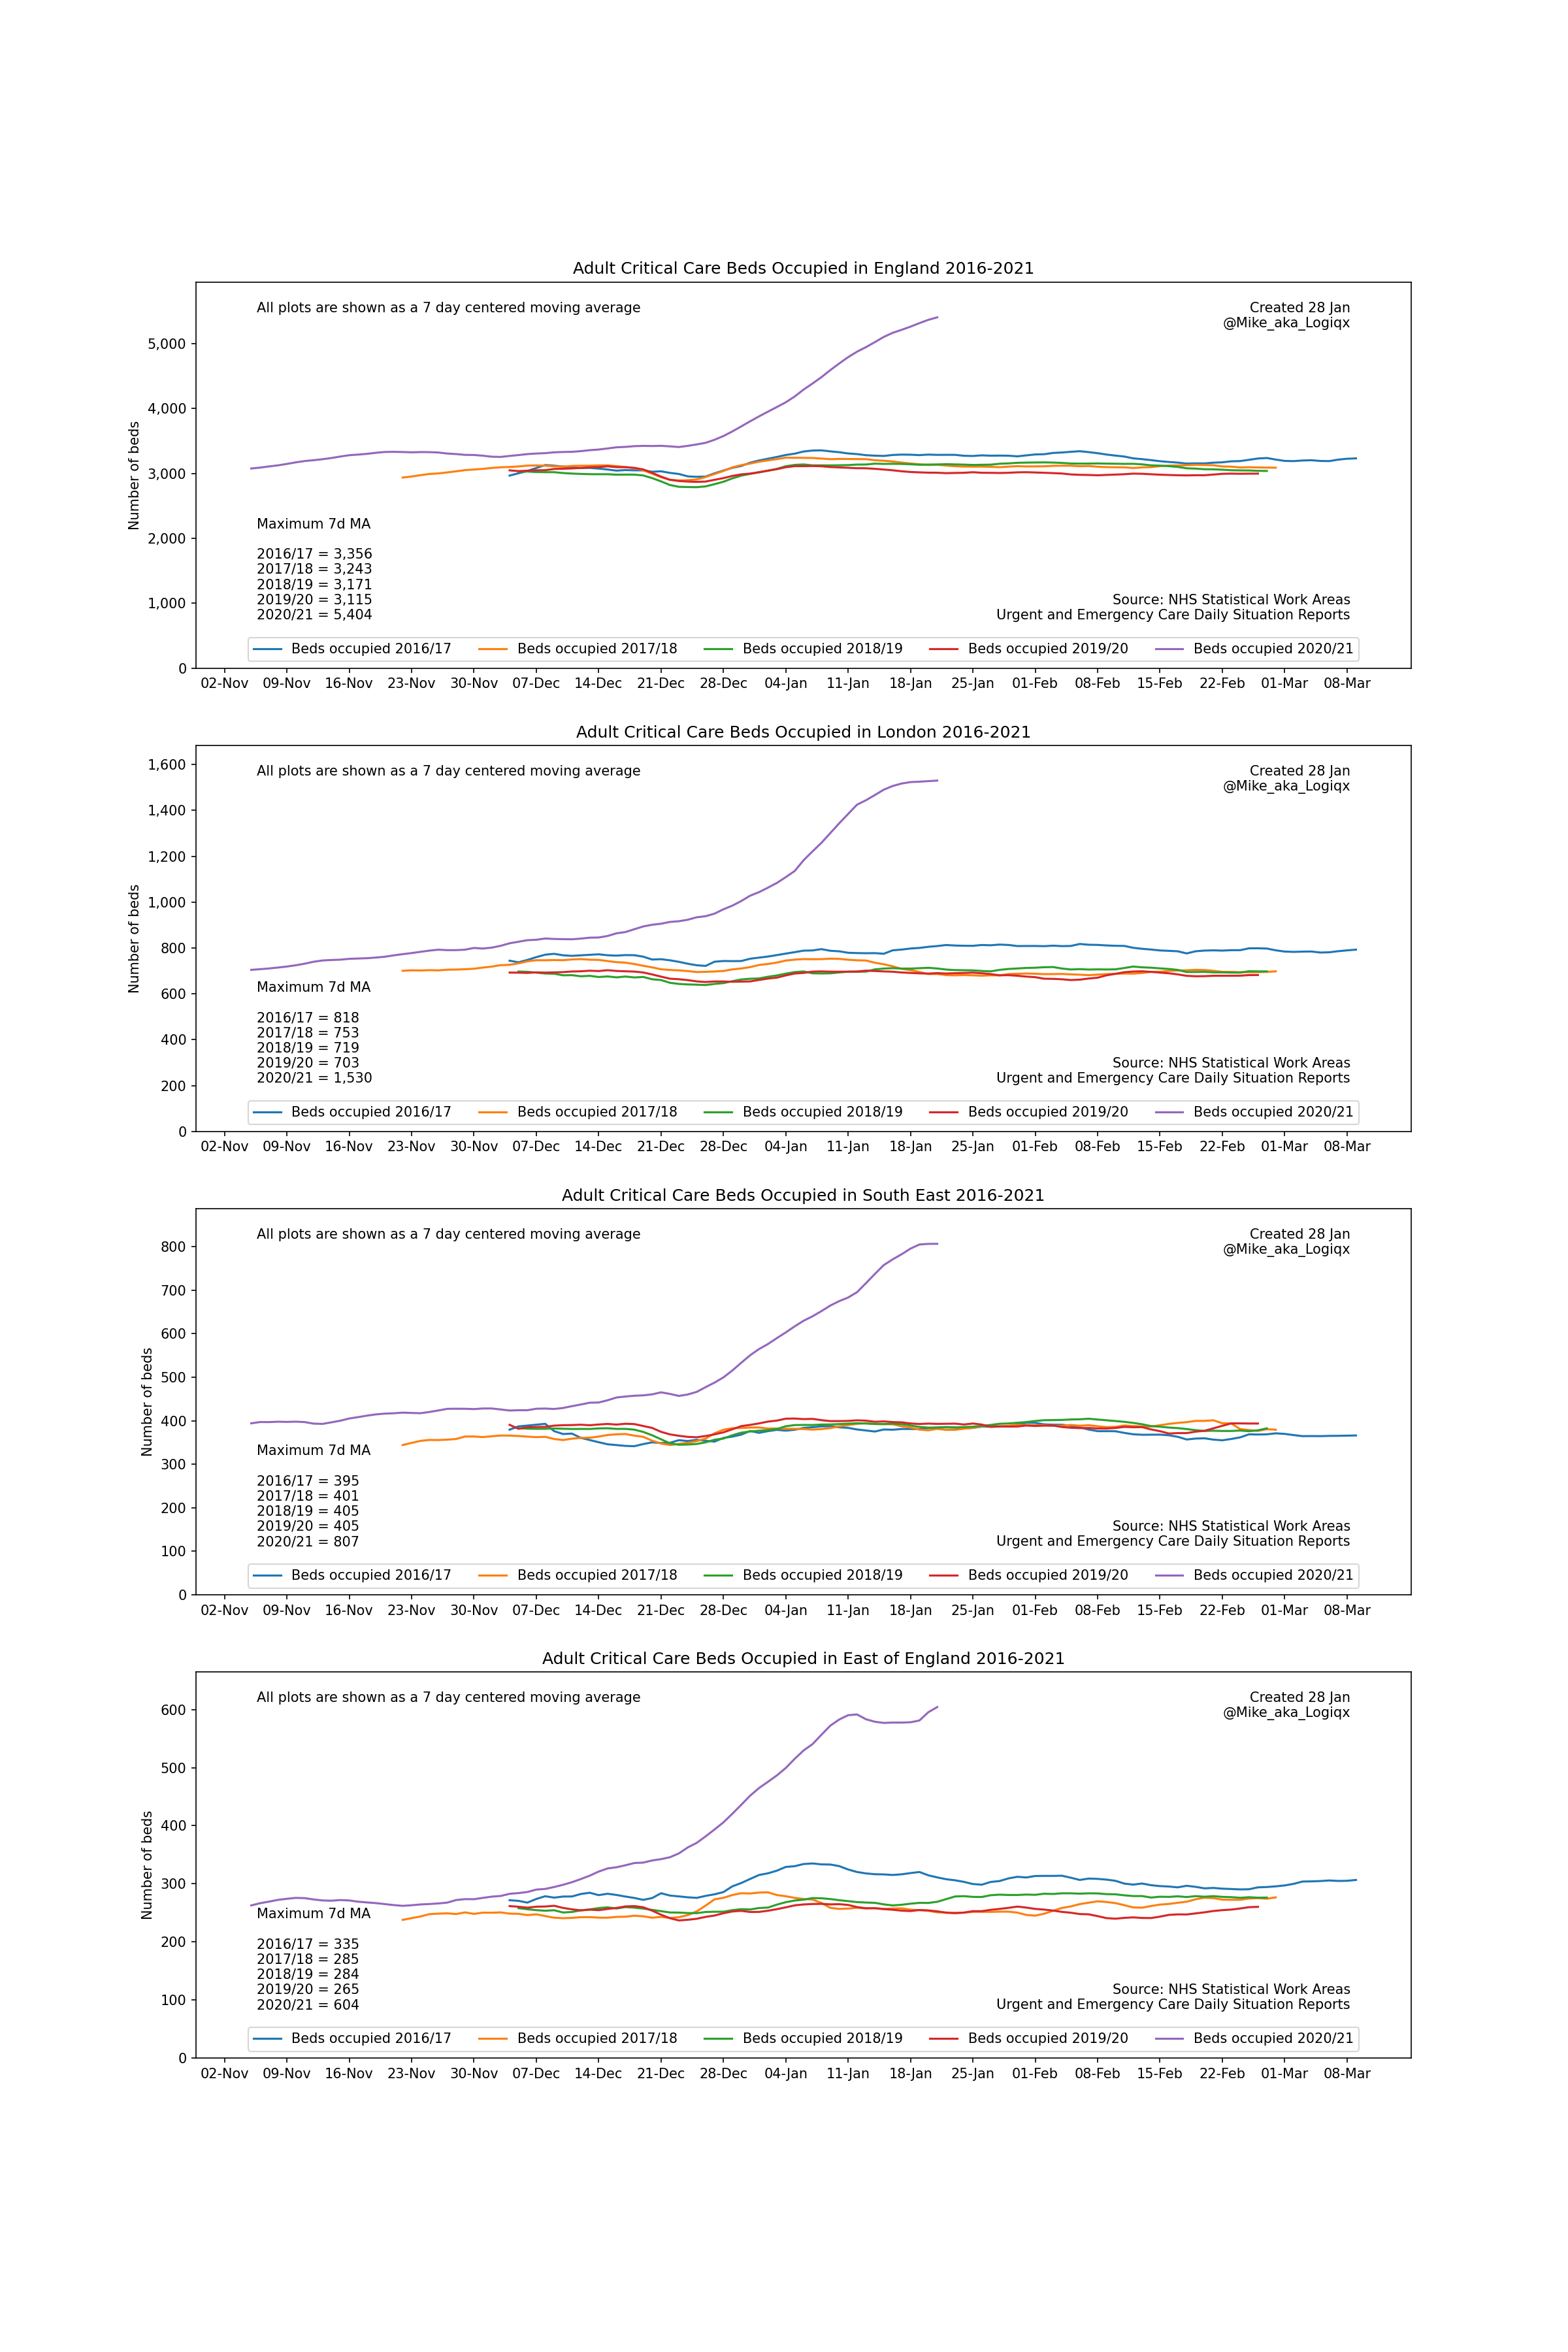 Adult Critical Care Beds Occupied in England 2016-2021
All plots are shown as a 7 day centered moving average
Created 28 Jan
@Mike_aka_Logiqx
Number of beds
5,000
4,000
3,000
2,000
1,000
0
Maximum 7d MA
2016/17 = 3,356
2017/18 = 3,243
2018/19 = 3,171
2019/20 = 3,115
2020/21 = 5,404
Source: NHS Statistical Work Areas
Urgent and Emergency Care Daily Situation Reports
Beds occupied 2016/17 Beds occupied 2017/18 Beds occupied 2018/19 Beds occupied 2019/20 Beds occupied 2020/21
02-Nov 09-Nov 16-Nov 23-Nov 30-Nov 07-Dec 14-Dec 21-Dec 28-Dec 04-Jan 11-Jan 18-Jan 25-Jan 01-Feb 08-Feb 15-Feb 22-Feb 01-Mar 08-Mar
Adult Critical Care Beds Occupied in London 2016-2021
All plots are shown as a 7 day centered moving average
Created 28 Jan
@Mike_aka_Logiqx
Number of beds
1,600
1,400
1,200
1,000
800
600
400
200
0
Maximum 7d MA
2016/17 = 818
2017/18 = 753
2018/19 = 719
2019/20 = 703
2020/21 = 1,530
Source: NHS Statistical Work Areas
Urgent and Emergency Care Daily Situation Reports
Beds occupied 2016/17 Beds occupied 2017/18 Beds occupied 2018/19 Beds occupied 2019/20 Beds occupied 2020/21
02-Nov 09-Nov 16-Nov 23-Nov 30-Nov 07-Dec 14-Dec 21-Dec 28-Dec 04-Jan 11-Jan 18-Jan 25-Jan 01-Feb 08-Feb 15-Feb 22-Feb 01-Mar 08-Mar
Adult Critical Care Beds Occupied in South East 2016-2021
All plots are shown as a 7 day centered moving average
Created 28 Jan
@Mike_aka_Logiqx
Number of beds
800
700
600
500
400
300
200
100
0
Maximum 7d MA
2016/17 = 395
2017/18 = 401
2018/19 = 405
2019/20 = 405
2020/21 = 807
Source: NHS Statistical Work Areas
Urgent and Emergency Care Daily Situation Reports
Beds occupied 2016/17 Beds occupied 2017/18 Beds occupied 2018/19 Beds occupied 2019/20 Beds occupied 2020/21
02-Nov 09-Nov 16-Nov 23-Nov 30-Nov 07-Dec 14-Dec 21-Dec 28-Dec 04-Jan 11-Jan 18-Jan 25-Jan 01-Feb 08-Feb 15-Feb 22-Feb 01-Mar 08-Mar
Adult Critical Care Beds Occupied in East of England 2016-2021
All plots are shown as a 7 day centered moving average
Created 28 Jan
@Mike_aka_Logiqx
Number of beds
600
500
400
300
200
100
0
Maximum 7d MA
2016/17 = 335
2017/18 = 285
2018/19 = 284
2019/20 = 265
2020/21 = 604
Source: NHS Statistical Work Areas
Urgent and Emergency Care Daily Situation Reports
Beds occupied 2016/17 Beds occupied 2017/18 Beds occupied 2018/19 Beds occupied 2019/20 Beds occupied 2020/21
02-Nov 09-Nov 16-Nov 23-Nov 30-Nov 07-Dec 14-Dec 21-Dec 28-Dec 04-Jan 11-Jan 18-Jan 25-Jan 01-Feb 08-Feb 15-Feb 22-Feb 01-Mar 08-Mar